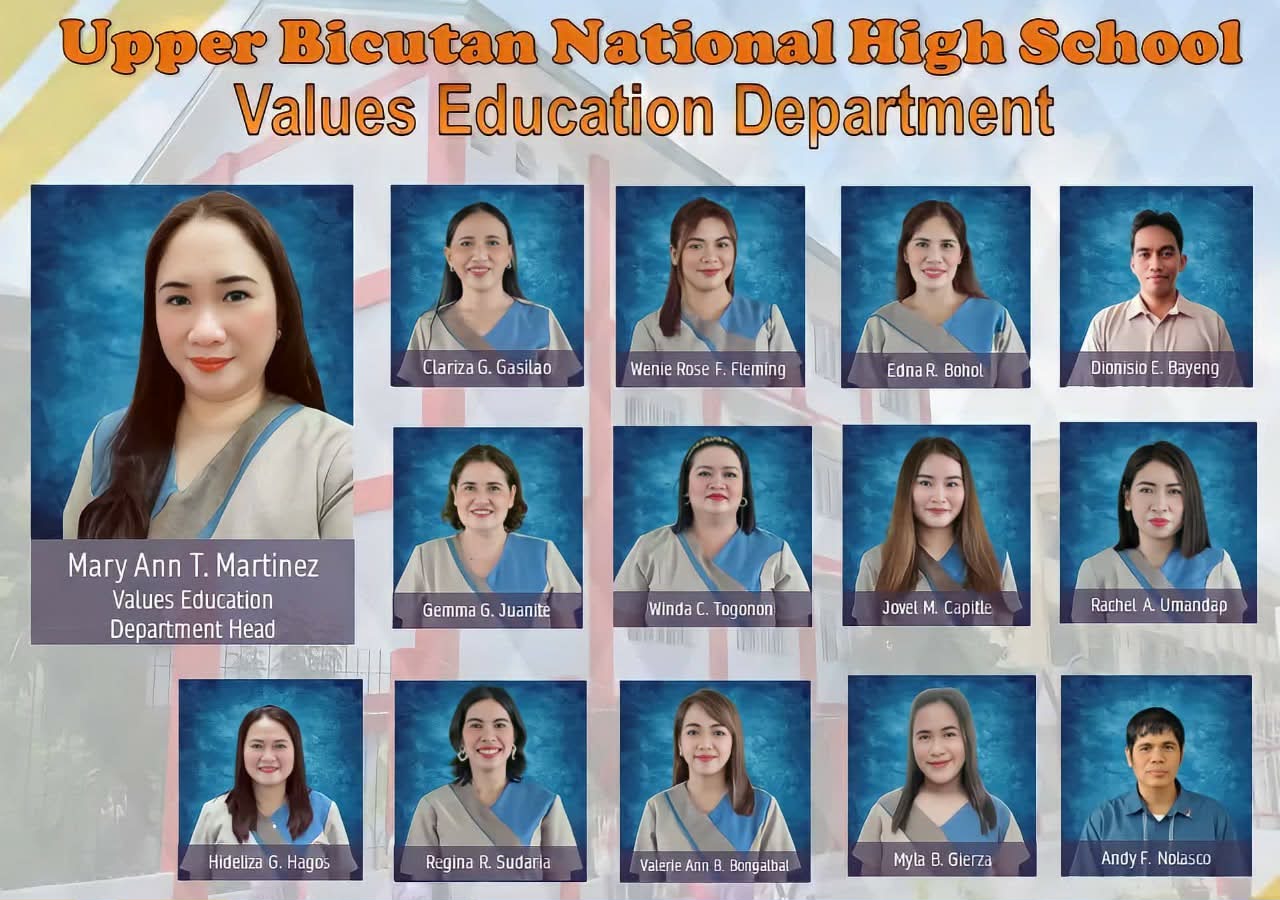 Upper Bicutan National High School
Values Education Department
Mary Ann T. Martinez
Values Education
Department Head
Clariza G. Gasilao
Wenie Rose F. Fleming
Edna R. Bohol
Dionisio E. Bayeng
Gemma G. Juanite
Winda C. Togonon
Jovel M. Capitle
Rachel A. Umandap
Hideliza G. Hagos
Regina R. Sudaria
Valerie Ann B. Bongalbal
Myla B. Gierza
Andy F. Nolasco